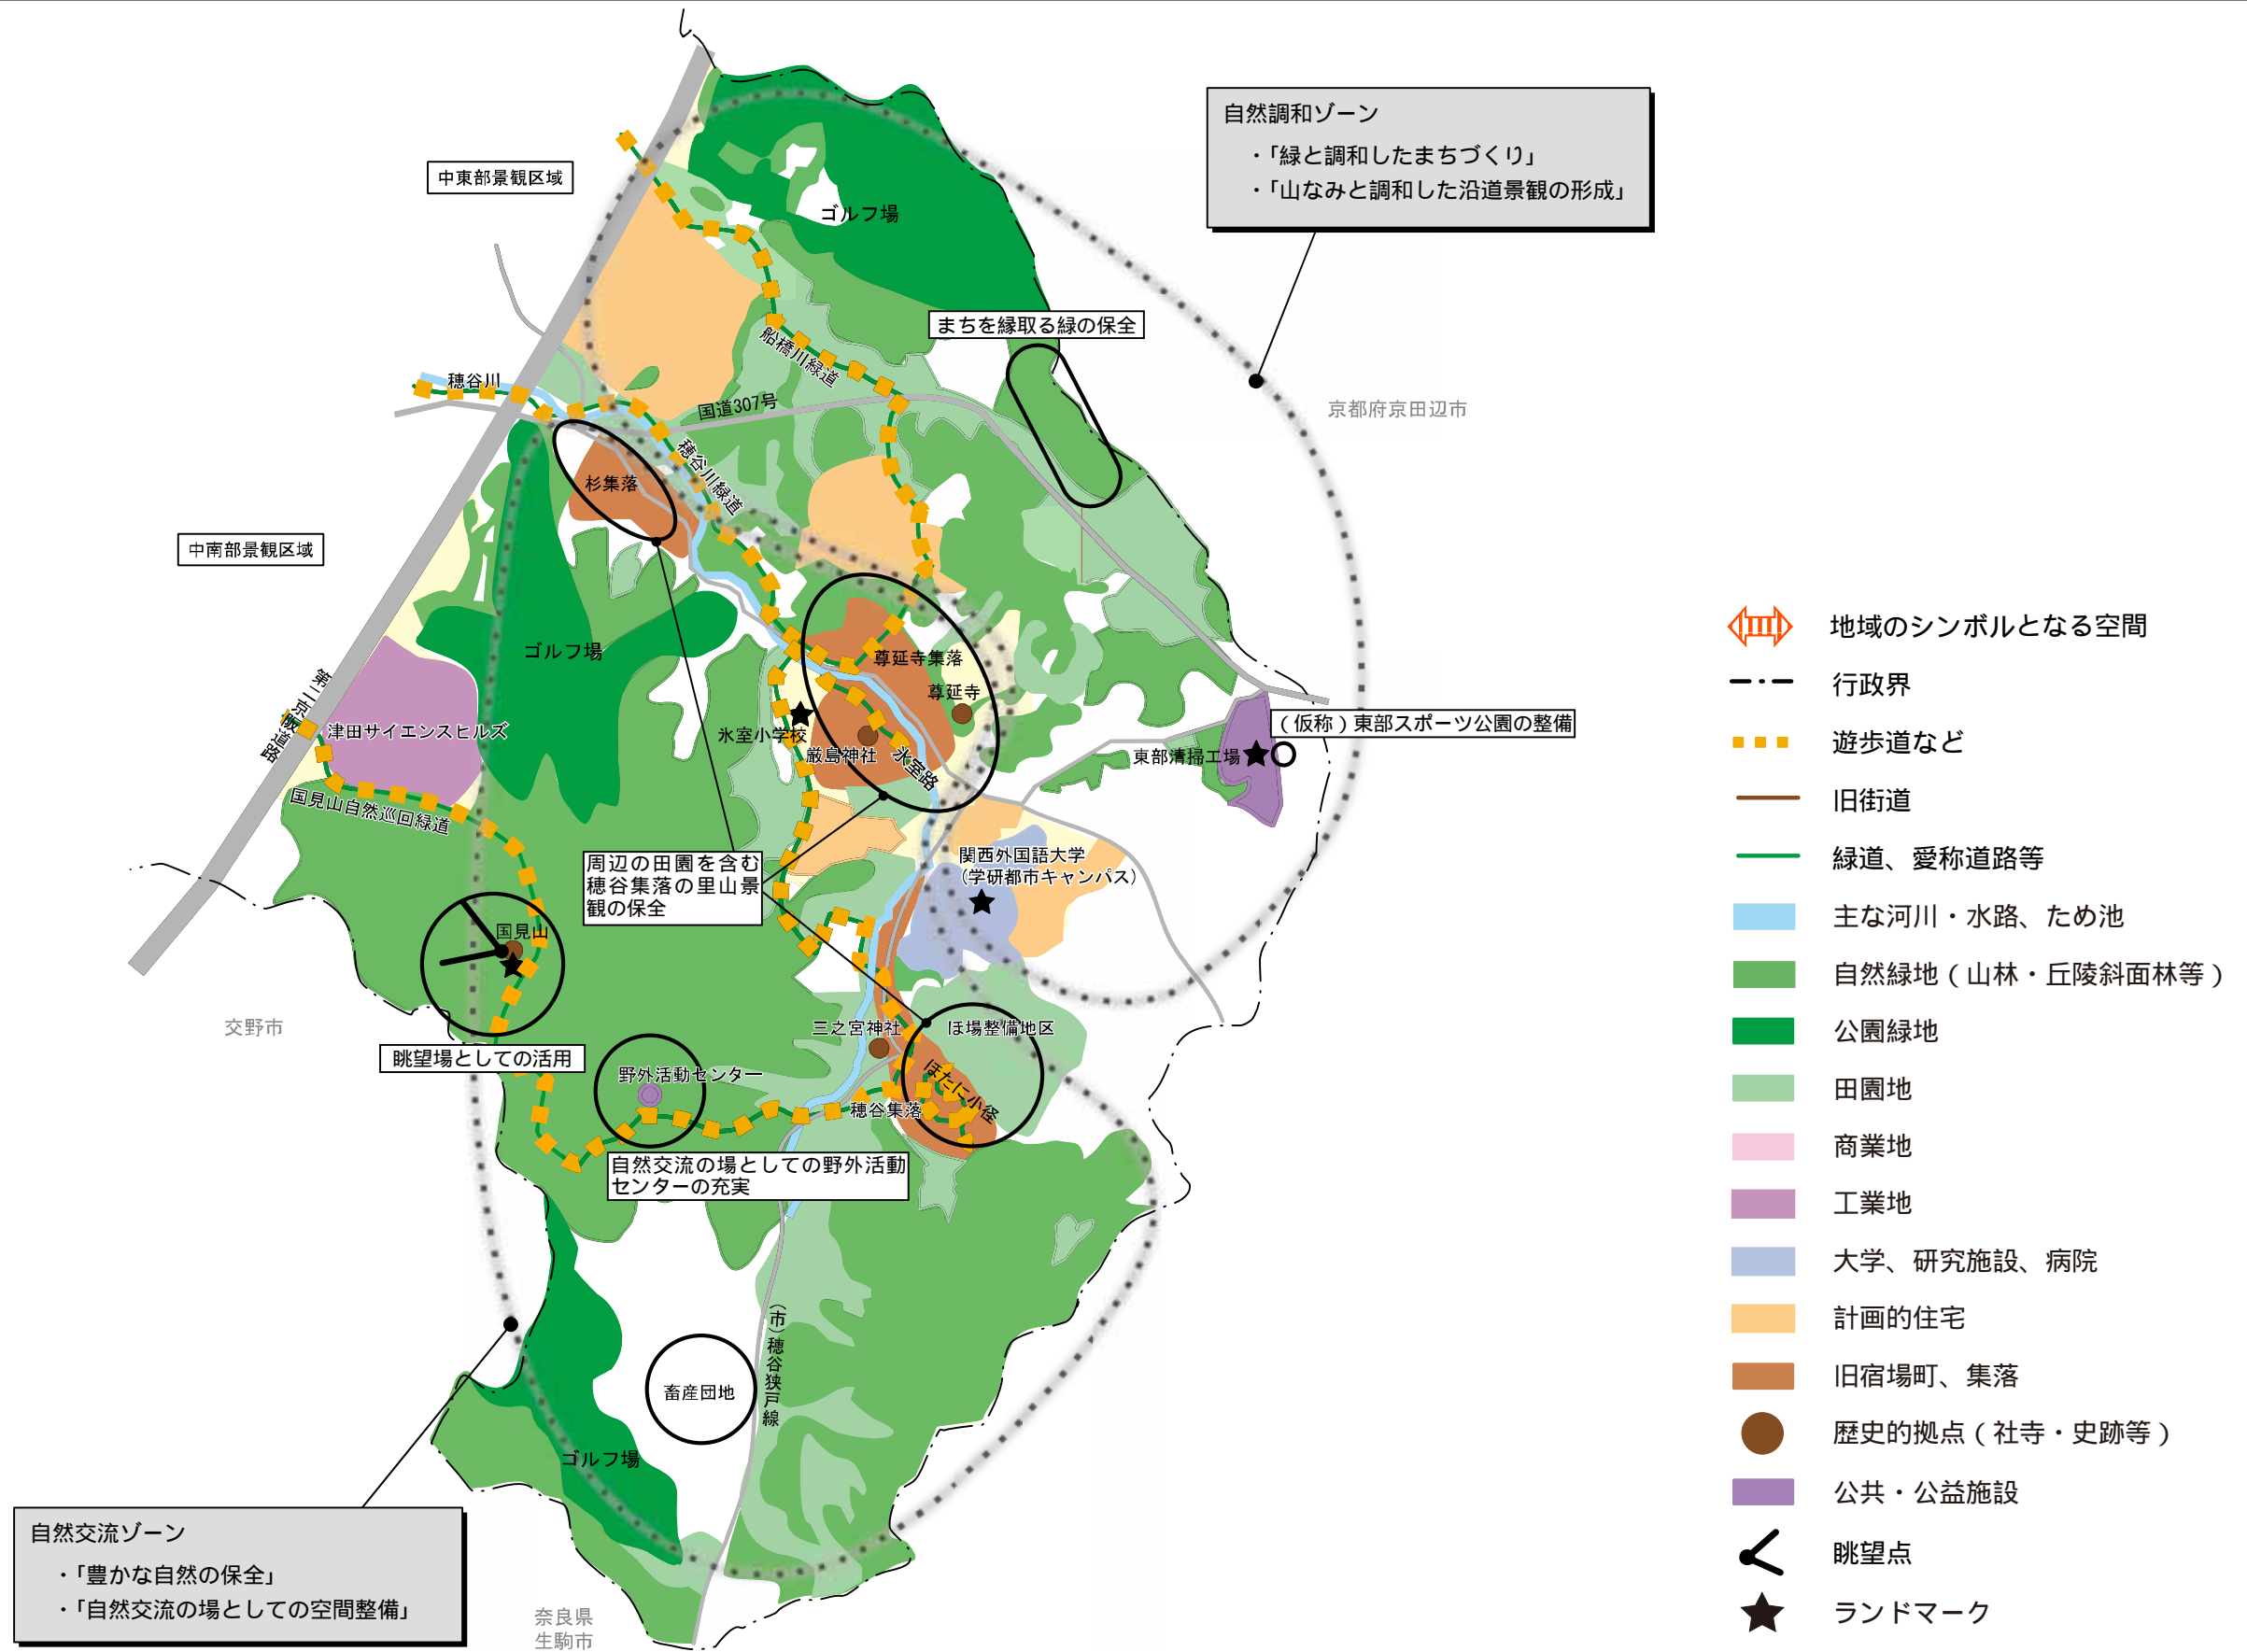 自然調和ゾーン
・「緑と調和したまちづくり」
・「山なみと調和した沿道景観の形成」
中東部景観区域
ゴルフ場
まちを縁取る緑の保全
船橋川緑道
穂谷川
国道307号
京都府京田辺市
穂谷川緑道
杉集落
中南部景観区域
ゴルフ場
尊延寺集落
尊延寺
第二京阪道路
津田サイエンスヒルズ
氷室小学校
厳島神社
氷室路
(仮称)東部スポーツ公園の整備
東部清掃工場
国見山自然巡回緑道
周辺の田園を含む
穂谷集落の里山景
観の保全
関西外国語大学
(学研都市キャンパス)
国見山
交野市
三之宮神社
ほ場整備地区
眺望場としての活用
野外活動センター
ほたに小径
穂谷集落
自然交流の場としての野外活動
センターの充実
(市)穂谷狭戸線
畜産団地
ゴルフ場
自然交流ゾーン
・「豊かな自然の保全」
・「自然交流の場としての空間整備」
奈良県
生駒市
地域のシンボルとなる空間
行政界
遊歩道など
旧街道
緑道、愛称道路等
主な河川・水路、ため池
自然緑地(山林・丘陵斜面林等)
公園緑地
田園地
商業地
工業地
大学、研究施設、病院
計画的住宅
旧宿場町、集落
歴史的拠点(社寺・史跡等)
公共・公益施設
眺望点
ランドマーク